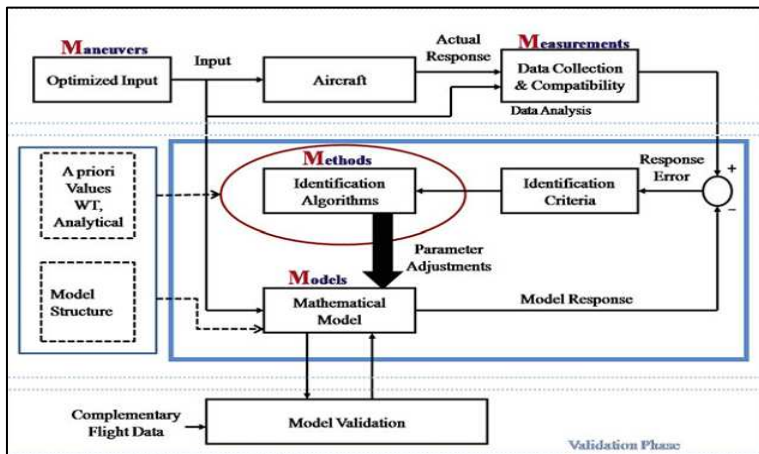 Maneuvers
Input
Actual
Response
Measurements
Optimized Input
Aircraft
Data Collection
& Compatibility
Data Analysis
A priori
Values
WT,
Analytical
Methods
Identification
Algorithms
Identification
Criteria
Response
Error
+
−
Parameter
Adjustments
Model
Structure
Models
Mathematical
Model
Model Response
Complementary
Flight Data
Model Validation
Validation Phase